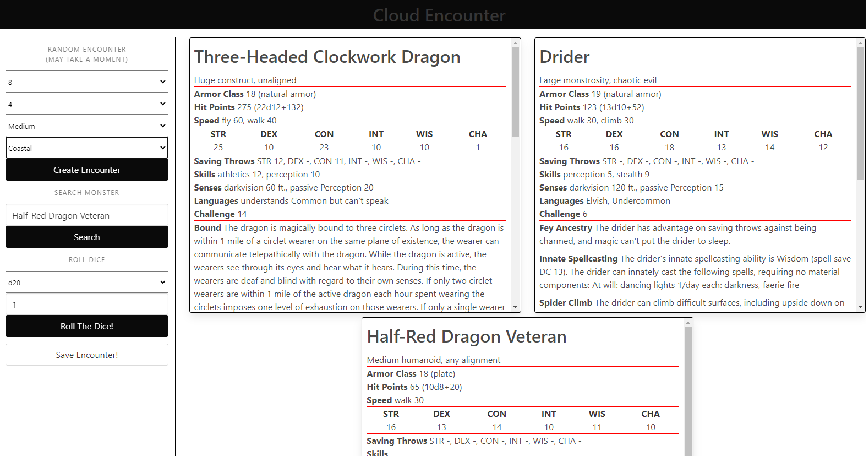 Cloud Encounter
RANDOM ENCOUNTER
(MAY TAKE A MOMENT)
8
4
Medium
Coastal
Create Encounter
SEARCH MONSTER
Half-Red Dragon Veteran
Search
ROLL DICE
d20
1
Roll The Dice!
Save Encounter!
Three-Headed Clockwork Dragon
Huge construct, unaligned
Armor Class 18 (natural armor)
Hit Points 275 (22d12+132)
Speed fly 60, walk 40
STR DEX CON INT WIS CHA
25 10 23 10 10 1
Saving Throws STR 12, DEX -, CON 11, INT -, WIS -, CHA -
Skills athletics 12, perception 10
Senses darkvision 60 ft., passive Perception 20
Languages understands Common but can't speak
Challenge 14
Bound The dragon is magically bound to three circlets. As long as the dragon is
within 1 mile of a circlet wearer on the same plane of existence, the wearer can
communicate telepathically with the dragon. While the dragon is active, the
wearers see through its eyes and hear what it hears. During this time, the
wearers are deaf and blind with regard to their own senses. If only two circlet
wearers are within 1 mile of the active dragon each hour spent wearing the
circlets imposes one level of exhaustion on those wearers. If only a single wearer
Drider
Large monstrosity, chaotic evil
Armor Class 19 (natural armor)
Hit Points 123 (13d10+52)
Speed walk 30, climb 30
STR DEX CON INT WIS CHA
16 16 18 13 14 12
Saving Throws STR -, DEX -, CON -, INT -, WIS -, CHA -
Skills perception 5, stealth 9
Senses darkvision 120 ft., passive Perception 15
Languages Elvish, Undercommon
Challenge 6
Fey Ancestry The drider has advantage on saving throws against being
charmed, and magic can't put the drider to sleep.
Innate Spellcasting The drider's innate spellcasting ability is Wisdom (spell save
DC 13). The drider can innately cast the following spells, requiring no material
components: At will: dancing lights 1/day each: darkness, faerie fire
Spider Climb The drider can climb difficult surfaces, including upside down on
Half-Red Dragon Veteran
Medium humanoid, any alignment
Armor Class 18 (plate)
Hit Points 65 (10d8+20)
Speed walk 30
STR DEX CON INT WIS CHA
16 13 14 10 11 10
Saving Throws STR -, DEX -, CON -, INT -, WIS -, CHA -
Skills